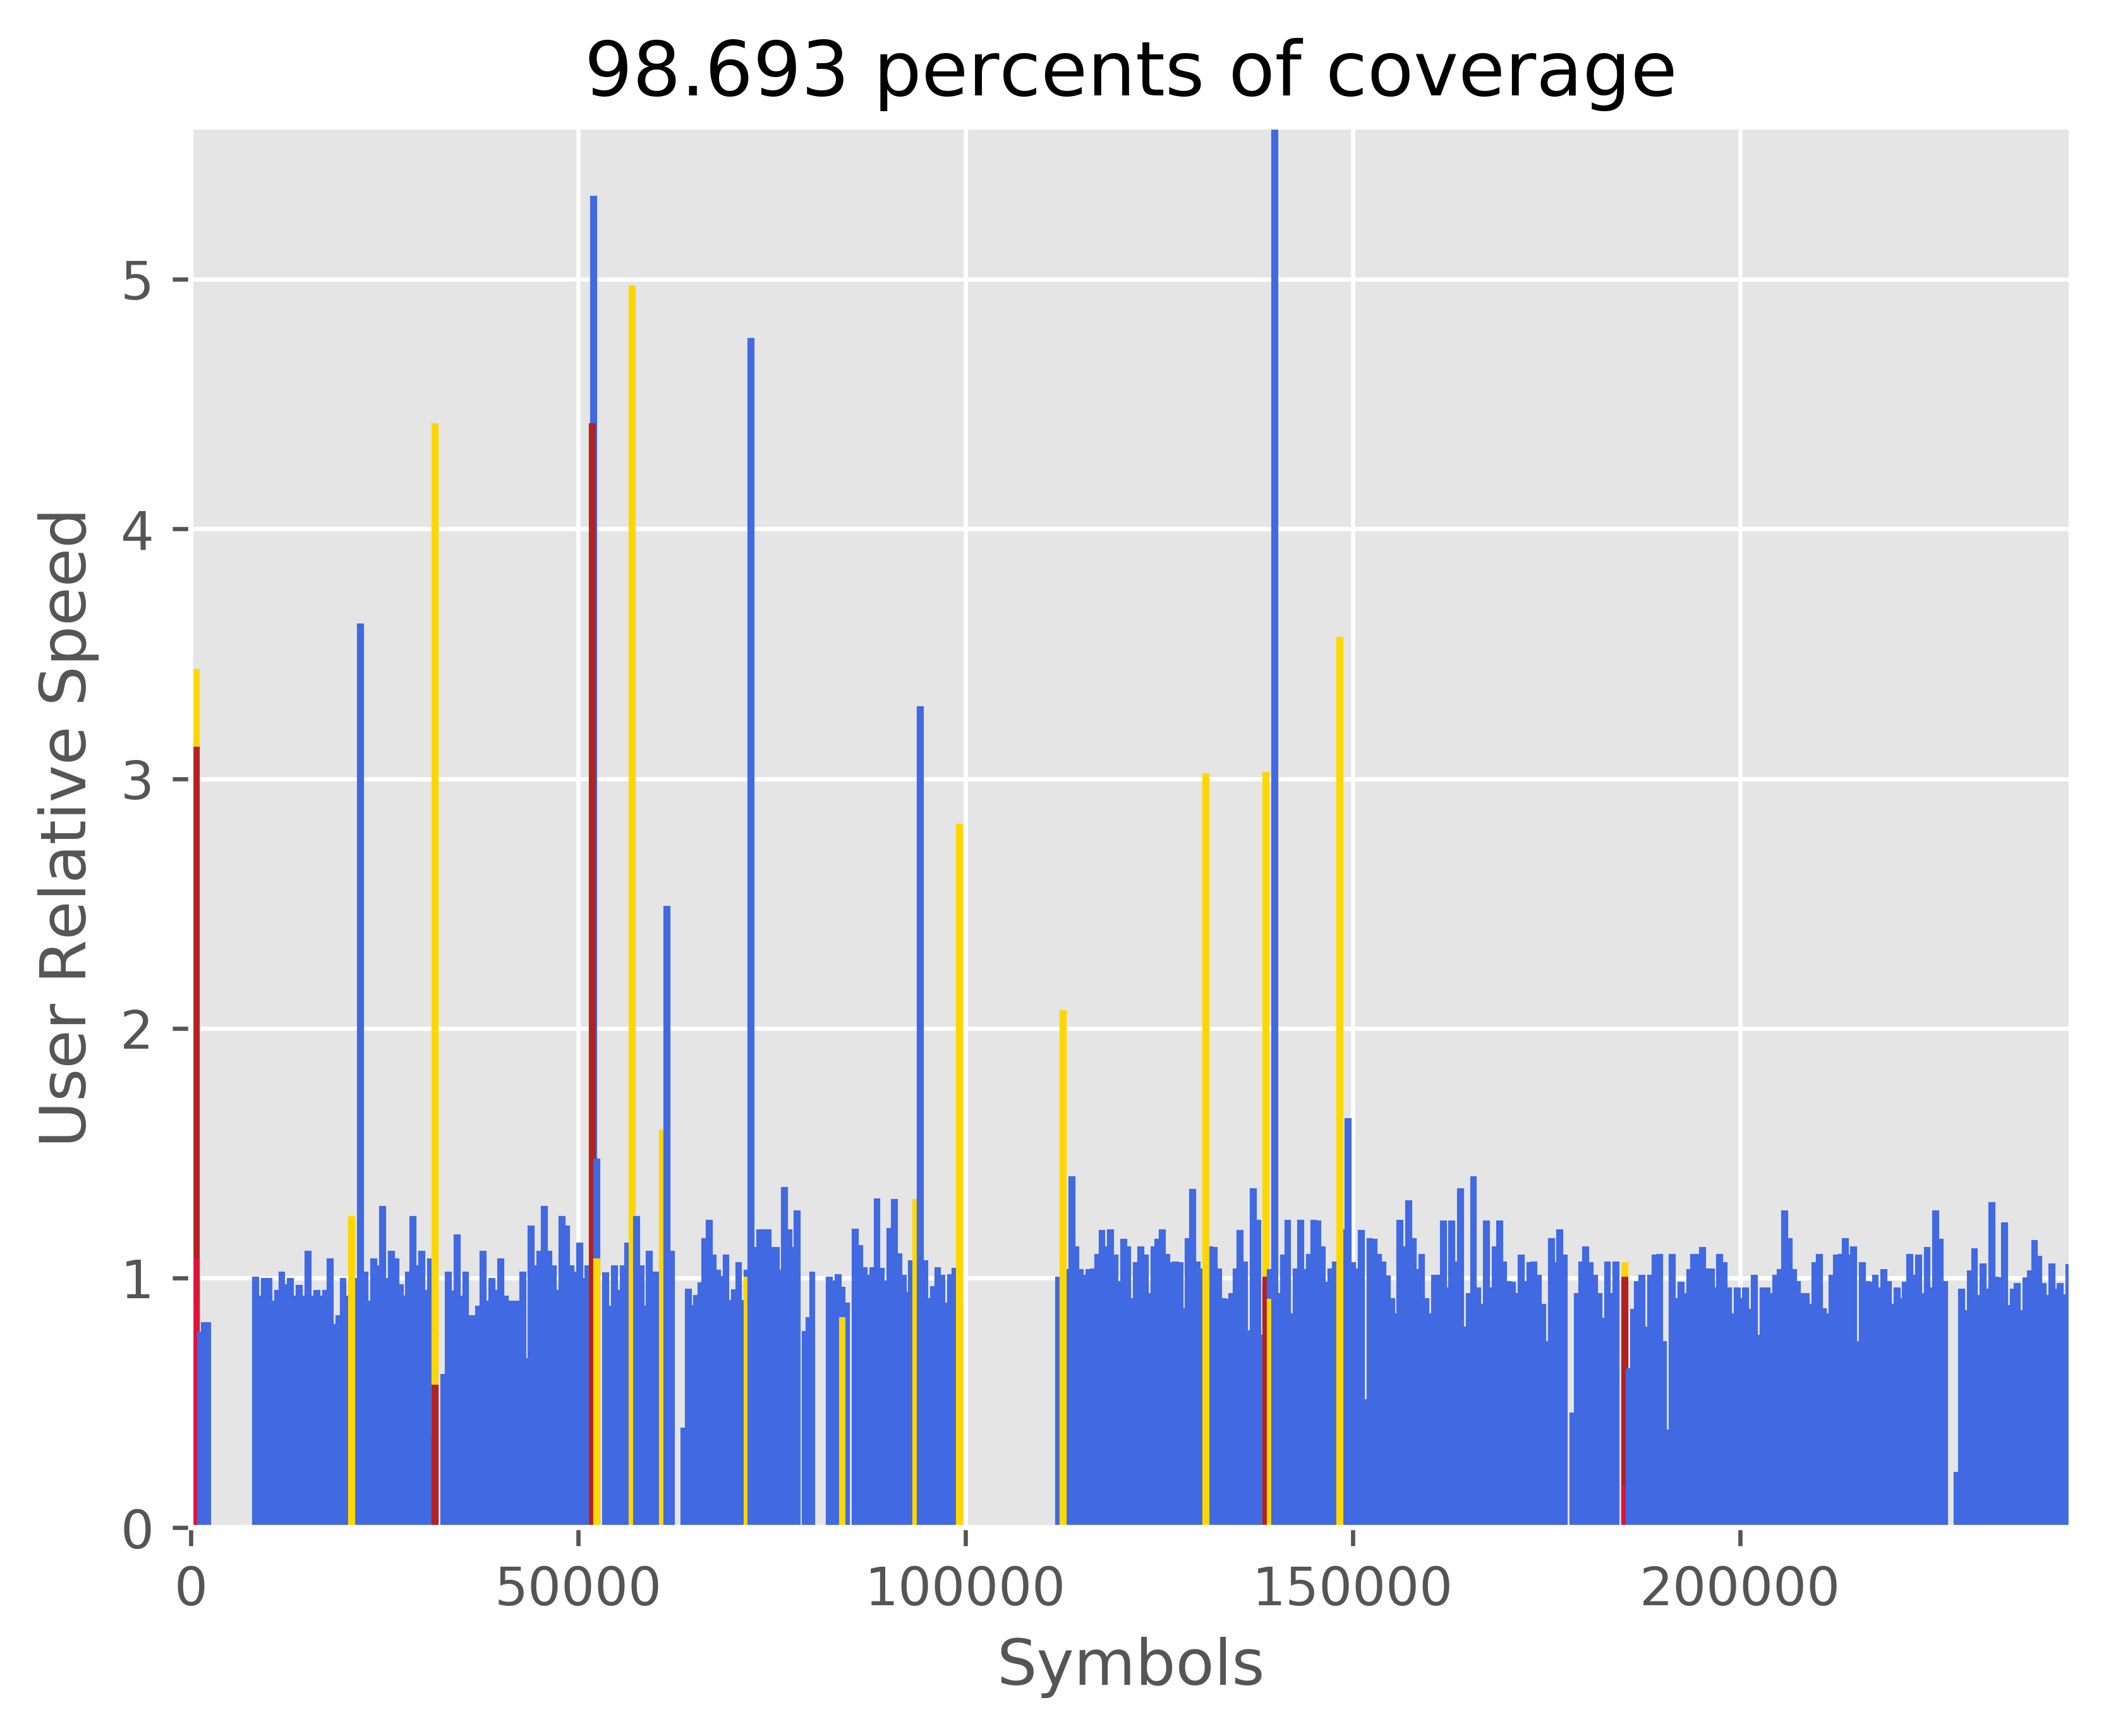 98.693 percents of coverage
User Relative Speed
5
4
3
2
1
0
0 50000 100000 150000 200000
Symbols